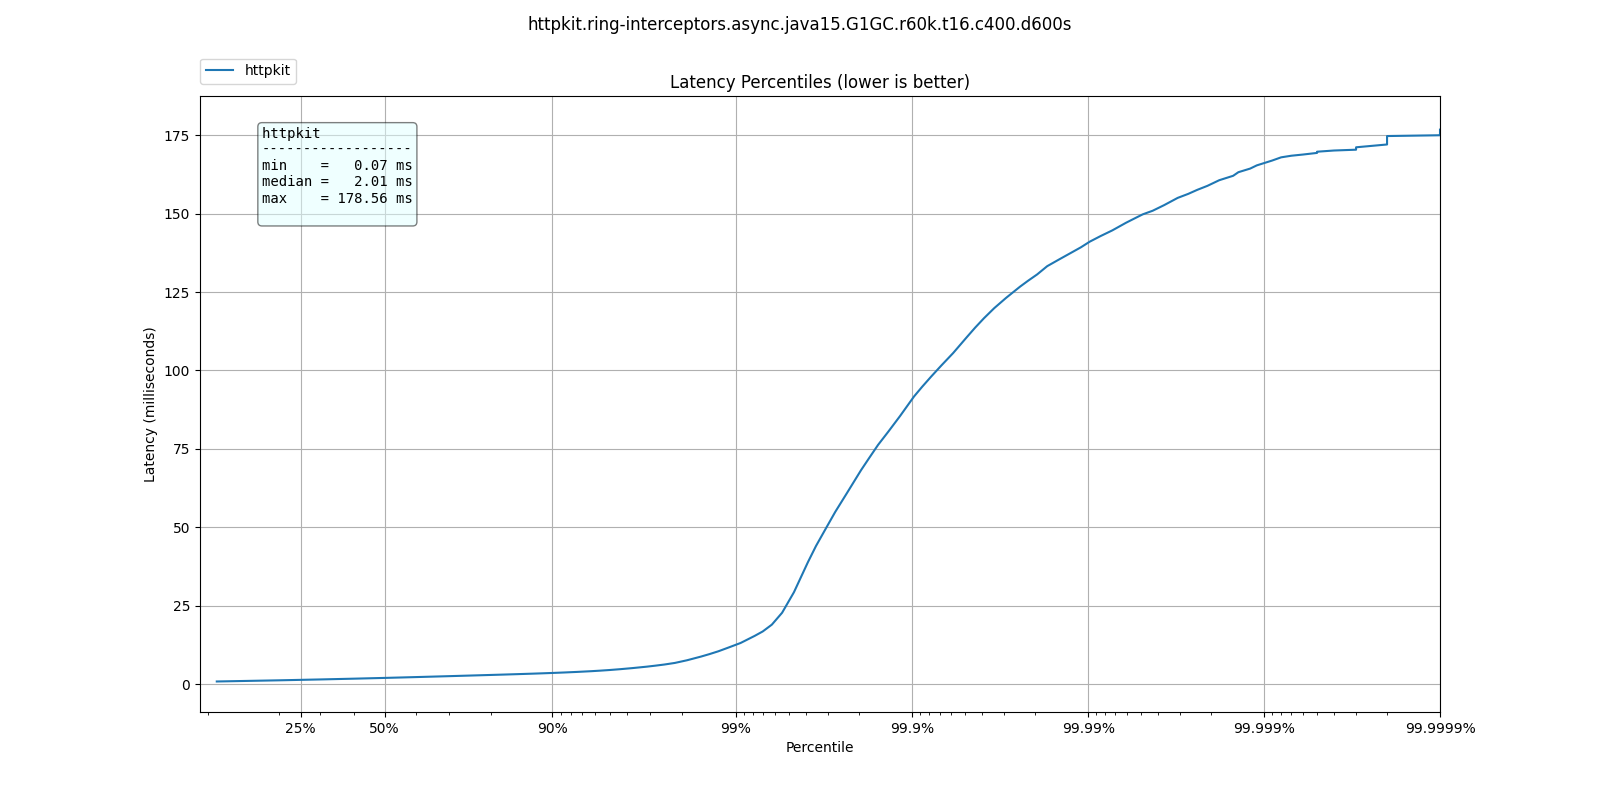 httpkit.ring-interceptors.async.java15.G1GC.r60k.t16.c400.d600s
httpkit
Latency Percentiles (lower is better)
httpkit
------------------
min    =   0.07 ms
median =   2.01 ms
max    = 178.56 ms
175
150
125
100
75
50
25
0
Latency (milliseconds)
25% 50% 90% 99% 99.9% 99.99% 99.999% 99.9999%
Percentile